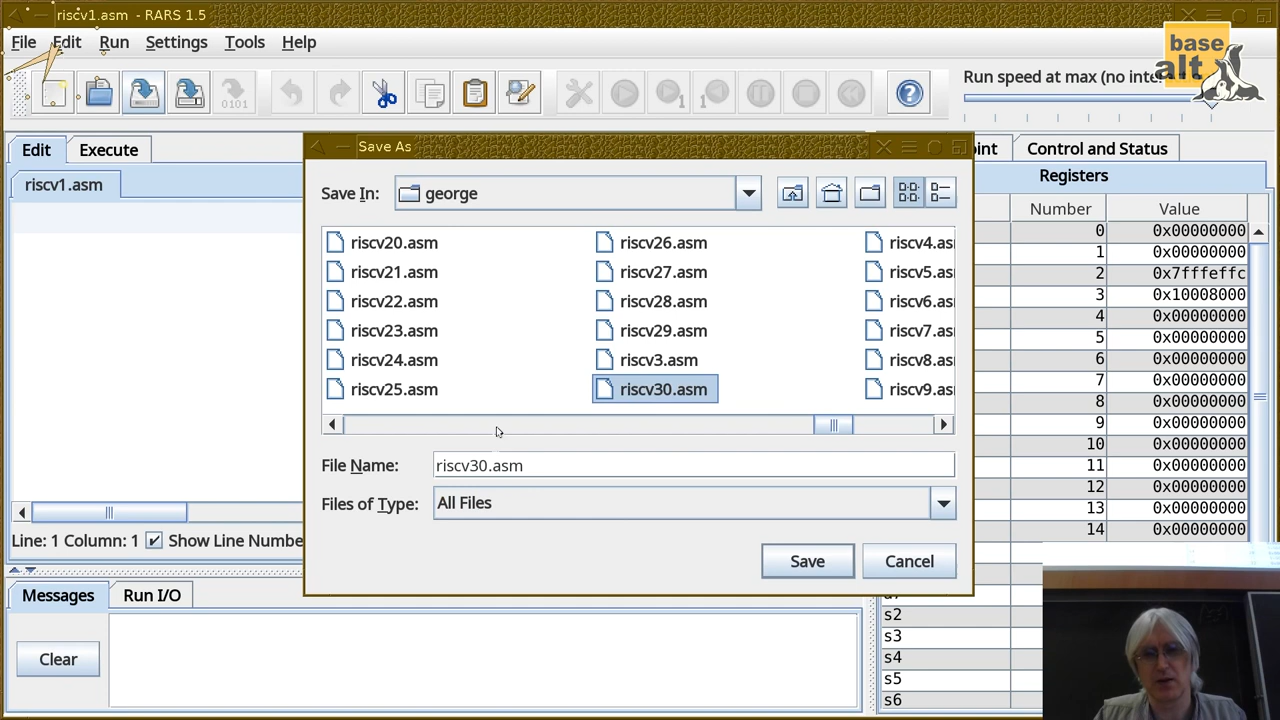 riscv1.asm - RARS 1.5
File Edit Run Settings Tools Help
base
alt
Run speed at max (no
Edit Execute
riscv1.asm
Save As
Control and Status
Registers
Number Value
Save In: george
riscv20.asm riscv26.asm
riscv21.asm riscv27.asm
riscv22.asm riscv28.asm
riscv23.asm riscv29.asm
riscv24.asm riscv3.asm
riscv25.asm riscv30.asm
File Name: riscv30.asm
Files of Type: All Files
Save Cancel
0 0x00000000
1 0x00000000
2 0x7fffeffc
3 0x10008000
4 0x00000000
5 0x00000000
6 0x00000000
7 0x00000000
8 0x00000000
9 0x00000000
10 0x00000000
11 0x00000000
12 0x00000000
13 0x00000000
14 0x00000000
s2
s3
s4
s5
s6
Line: 1 Column: 1 Show Line
Messages Run I/O
Clear